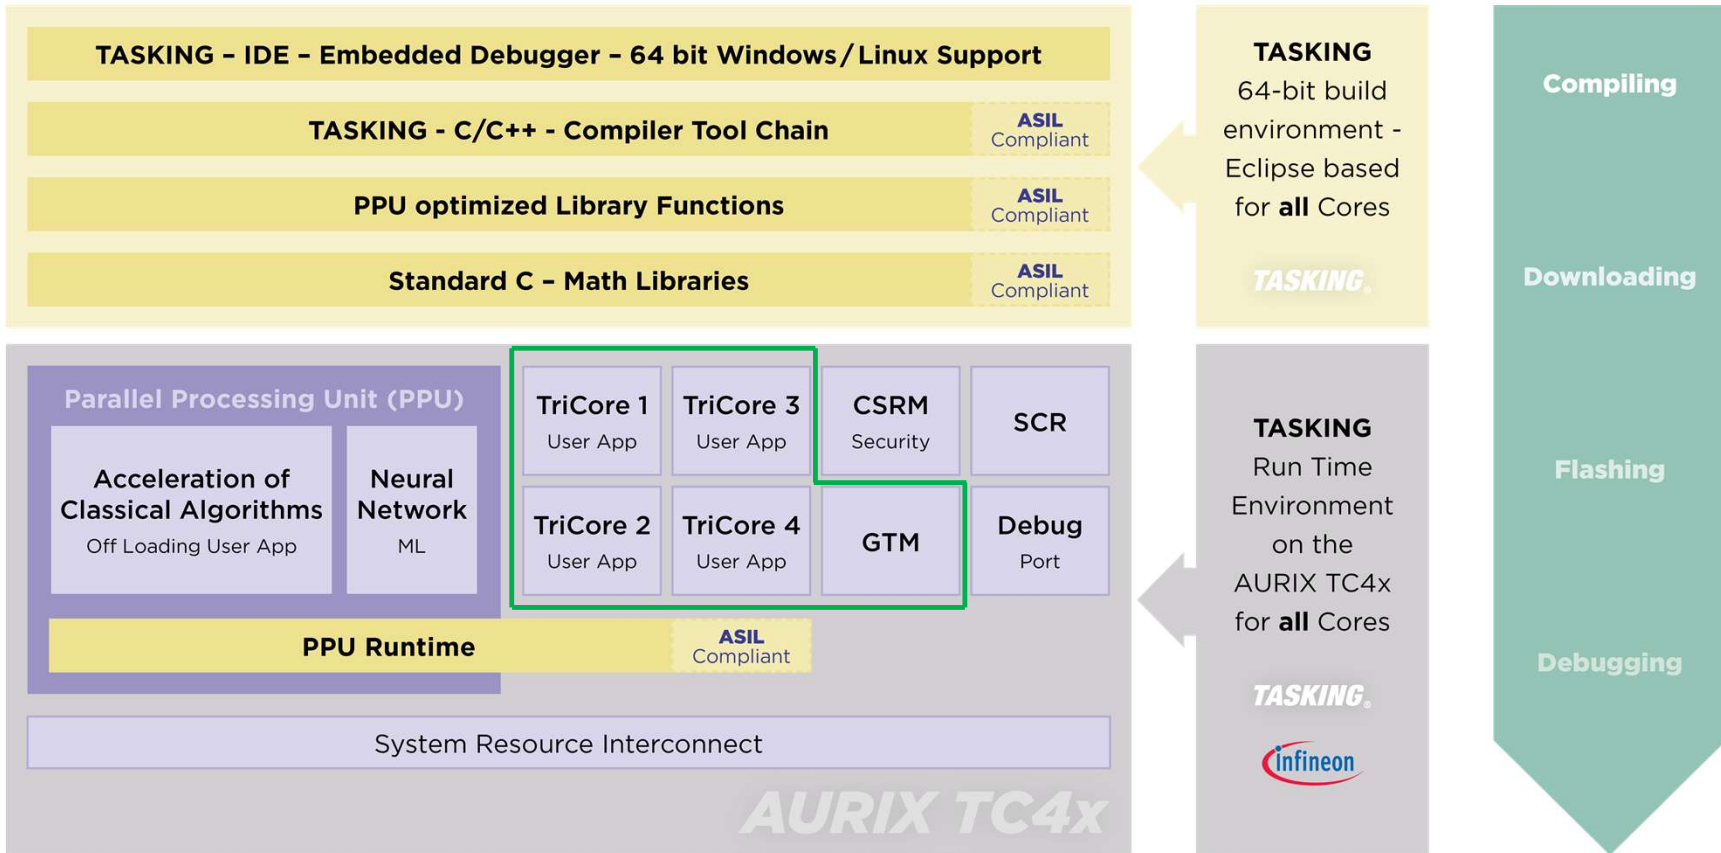 TASKING – IDE – Embedded Debugger – 64 bit Windows/Linux Support
TASKING - C/C++ - Compiler Tool Chain
ASIL
Compliant
PPU optimized Library Functions
ASIL
Compliant
Standard C – Math Libraries
ASIL
Compliant
TASKING
64-bit build
environment -
Eclipse based
for all Cores
TASKING®
Parallel Processing Unit (PPU)
Acceleration of
Classical Algorithms
Off Loading User App
Neural
Network
ML
TriCore 1
User App
TriCore 3
User App
CSRM
Security
SCR
TriCore 2
User App
TriCore 4
User App
GTM
Debug
Port
PPU Runtime
ASIL
Compliant
System Resource Interconnect
AURIX TC4x
TASKING
Run Time
Environment
on the
AURIX TC4x
for all Cores
TASKING®
infineon
Compiling
Downloading
Flashing
Debugging